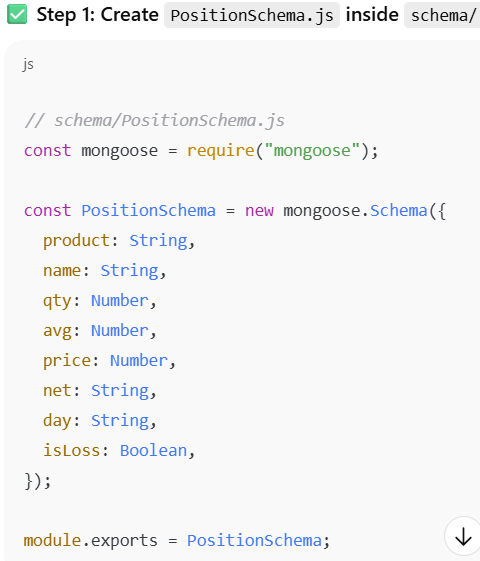 ✅ Step 1: Create PositionSchema.js inside schema/
js
// schema/PositionSchema.js
const mongoose = require("mongoose");
const PositionSchema = new mongoose.Schema({
  product: String,
  name: String,
  qty: Number,
  avg: Number,
  price: Number,
  net: String,
  day: String,
  isLoss: Boolean,
});
module.exports = PositionSchema;